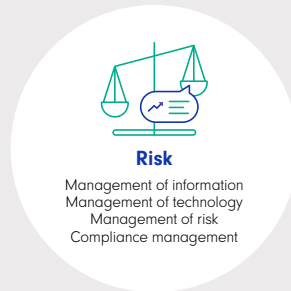 Risk
Management of information
Management of technology
Management of risk
Compliance management